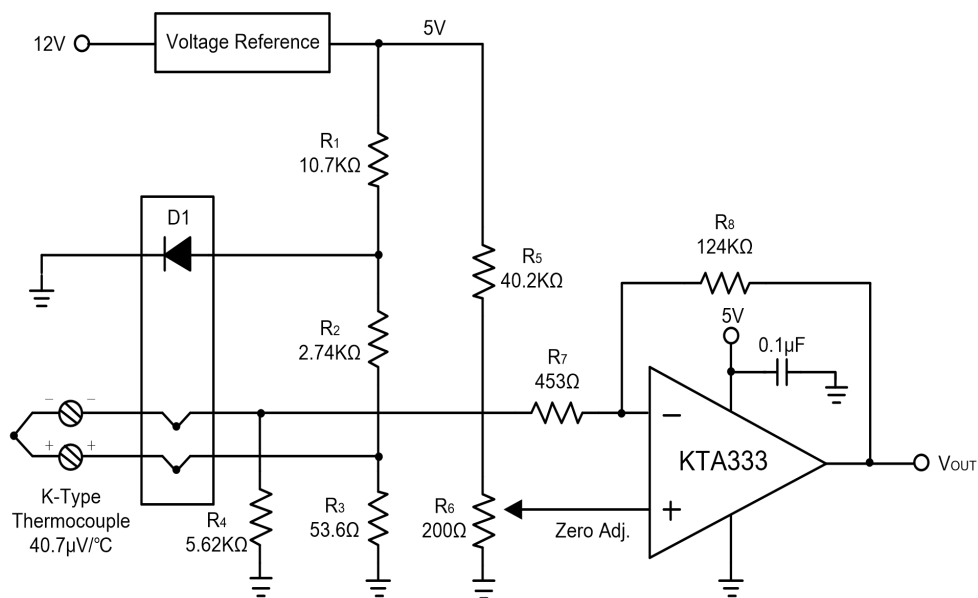 12V
Voltage Reference
5V
R1
10.7KΩ
D1
R8
124KΩ
R5
40.2KΩ
5V
R2
2.74KΩ
0.1μF
R7
453Ω
− −
−
+ +
KTA333
VOUT
K-Type
Thermocouple
40.7μV/℃
R4
5.62KΩ
R3
53.6Ω
R6
200Ω
+
Zero Adj.